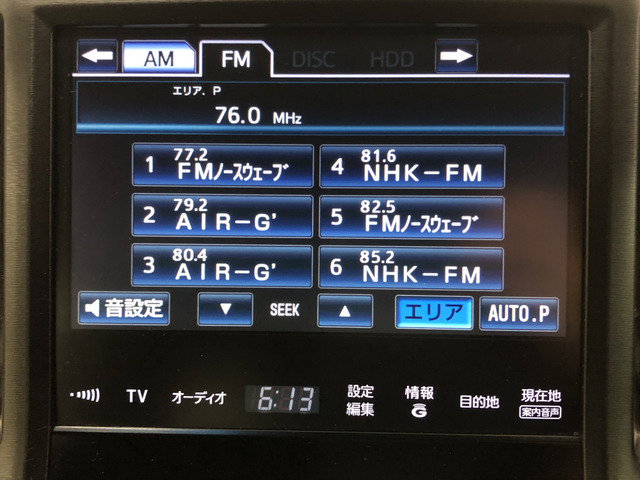 AM FM DISC HDD
エリア. P
76.0 MHz
1 77.2 FMノースウェーブ
4 81.6 NHK-FM
2 79.2 AIR-G'
5 82.5 FMノースウェーブ
3 80.4 AIR-G'
6 85.2 NHK-FM
音設定 ▼ SEEK ▲ エリア AUTO.P
TV オーディオ 6:13 設定編集 情報 G 目的地 現在地 案内音声